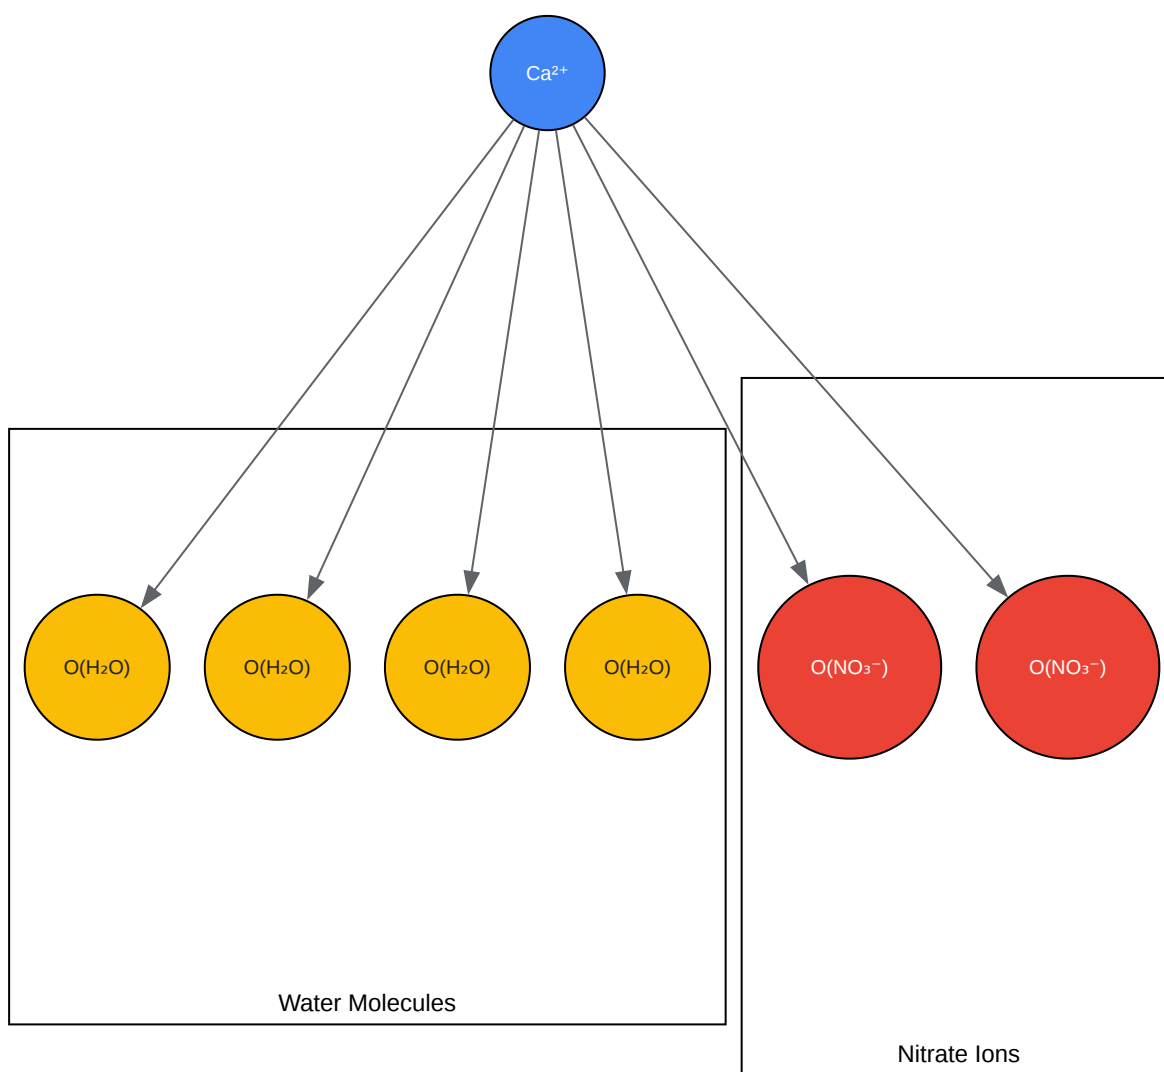 Ca²⁺
O(H₂O)
O(H₂O)
O(H₂O)
O(H₂O)
O(NO₃⁻)
O(NO₃⁻)
Water Molecules
Nitrate Ions